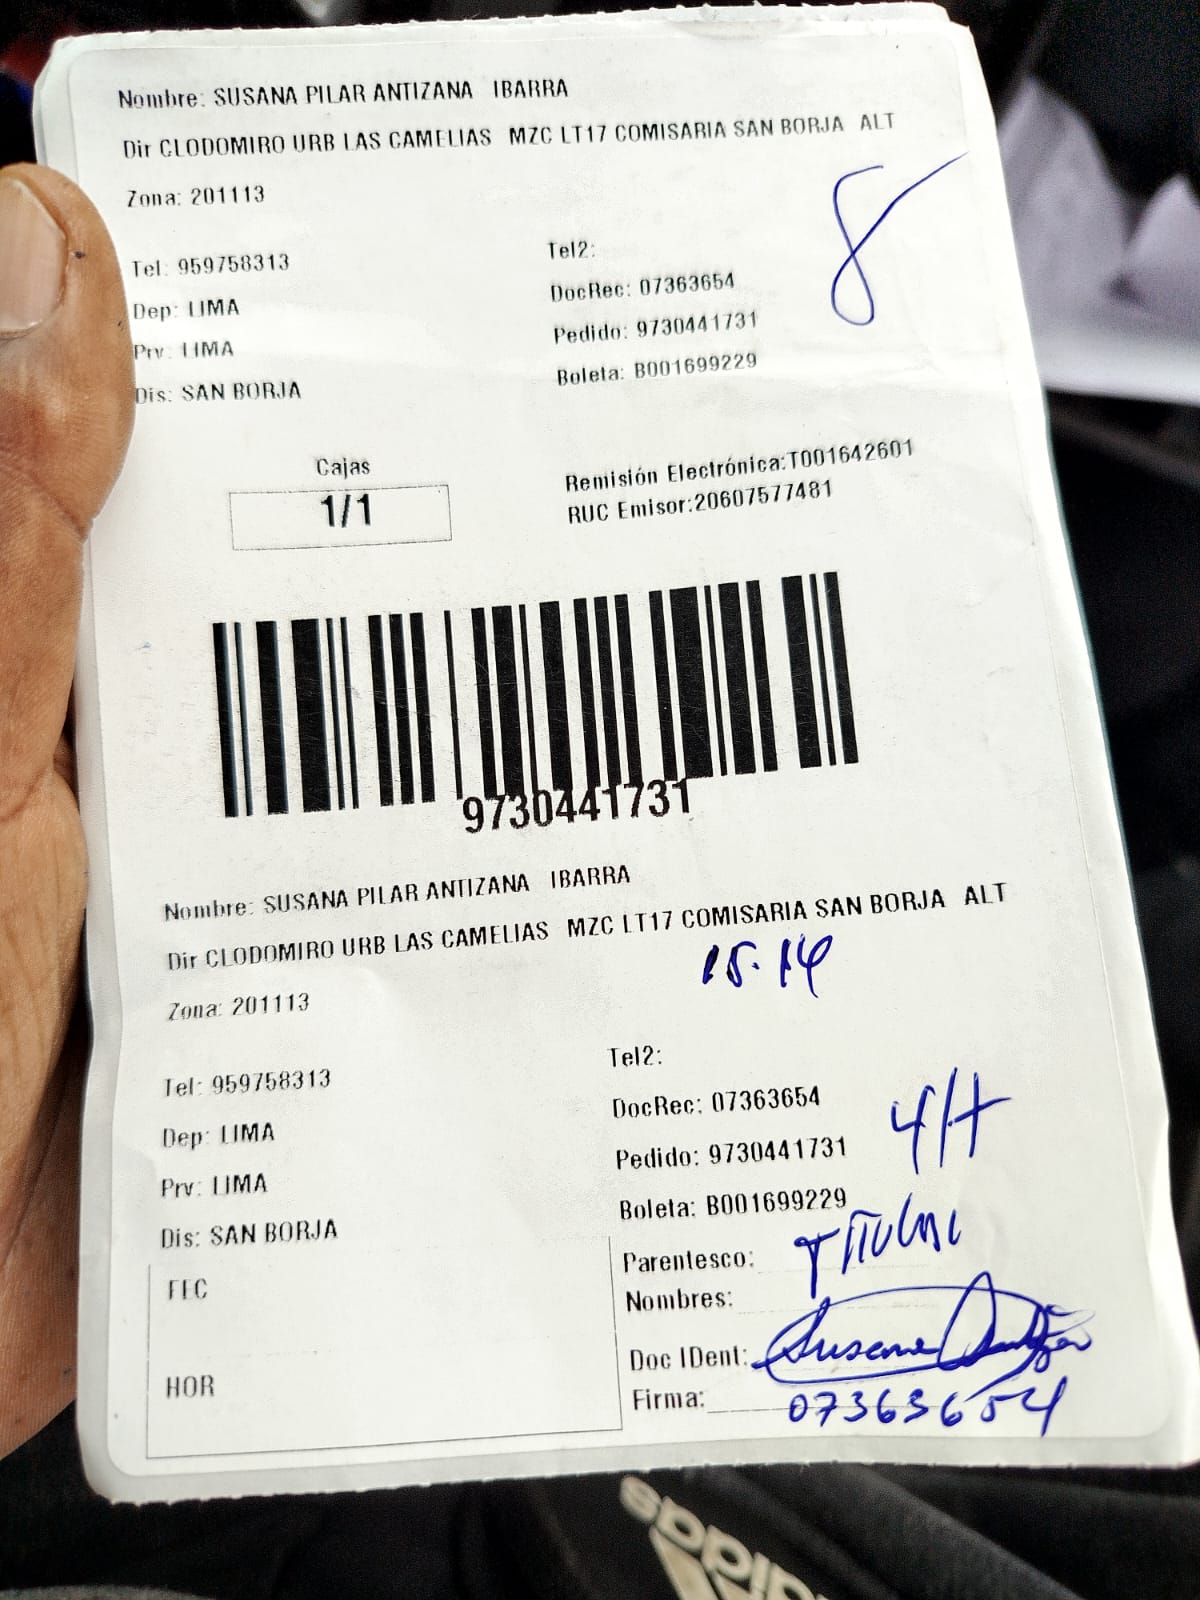 Nombre: SUSANA PILAR ANTIZANA IBARRA
Dir CLODOMIRO URB LAS CAMELIAS MZC LT17 COMISARIA SAN BORJA ALT
8
Zona: 201113
Tel: 959758313
Tel2:
Dep: LIMA
DocRec: 07363654
Prv: LIMA
Pedido: 9730441731
Dis: SAN BORJA
Boleta: B001699229
Cajas
1/1
Remisión Electrónica:T001642601
RUC Emisor:20607577481
9730441731
Nombre: SUSANA PILAR ANTIZANA IBARRA
Dir CLODOMIRO URB LAS CAMELIAS MZC LT17 COMISARIA SAN BORJA ALT
15.14
Zona: 201113
Tel: 959758313
Tel2:
Dep: LIMA
DocRec: 07363654
Prv: LIMA
Pedido: 9730441731
Dis: SAN BORJA
Boleta: B001699229
FEC
Parentesco: TITULAR
Nombres:
HOR
Doc IDent: Susana
Firma: 07363654
adidas